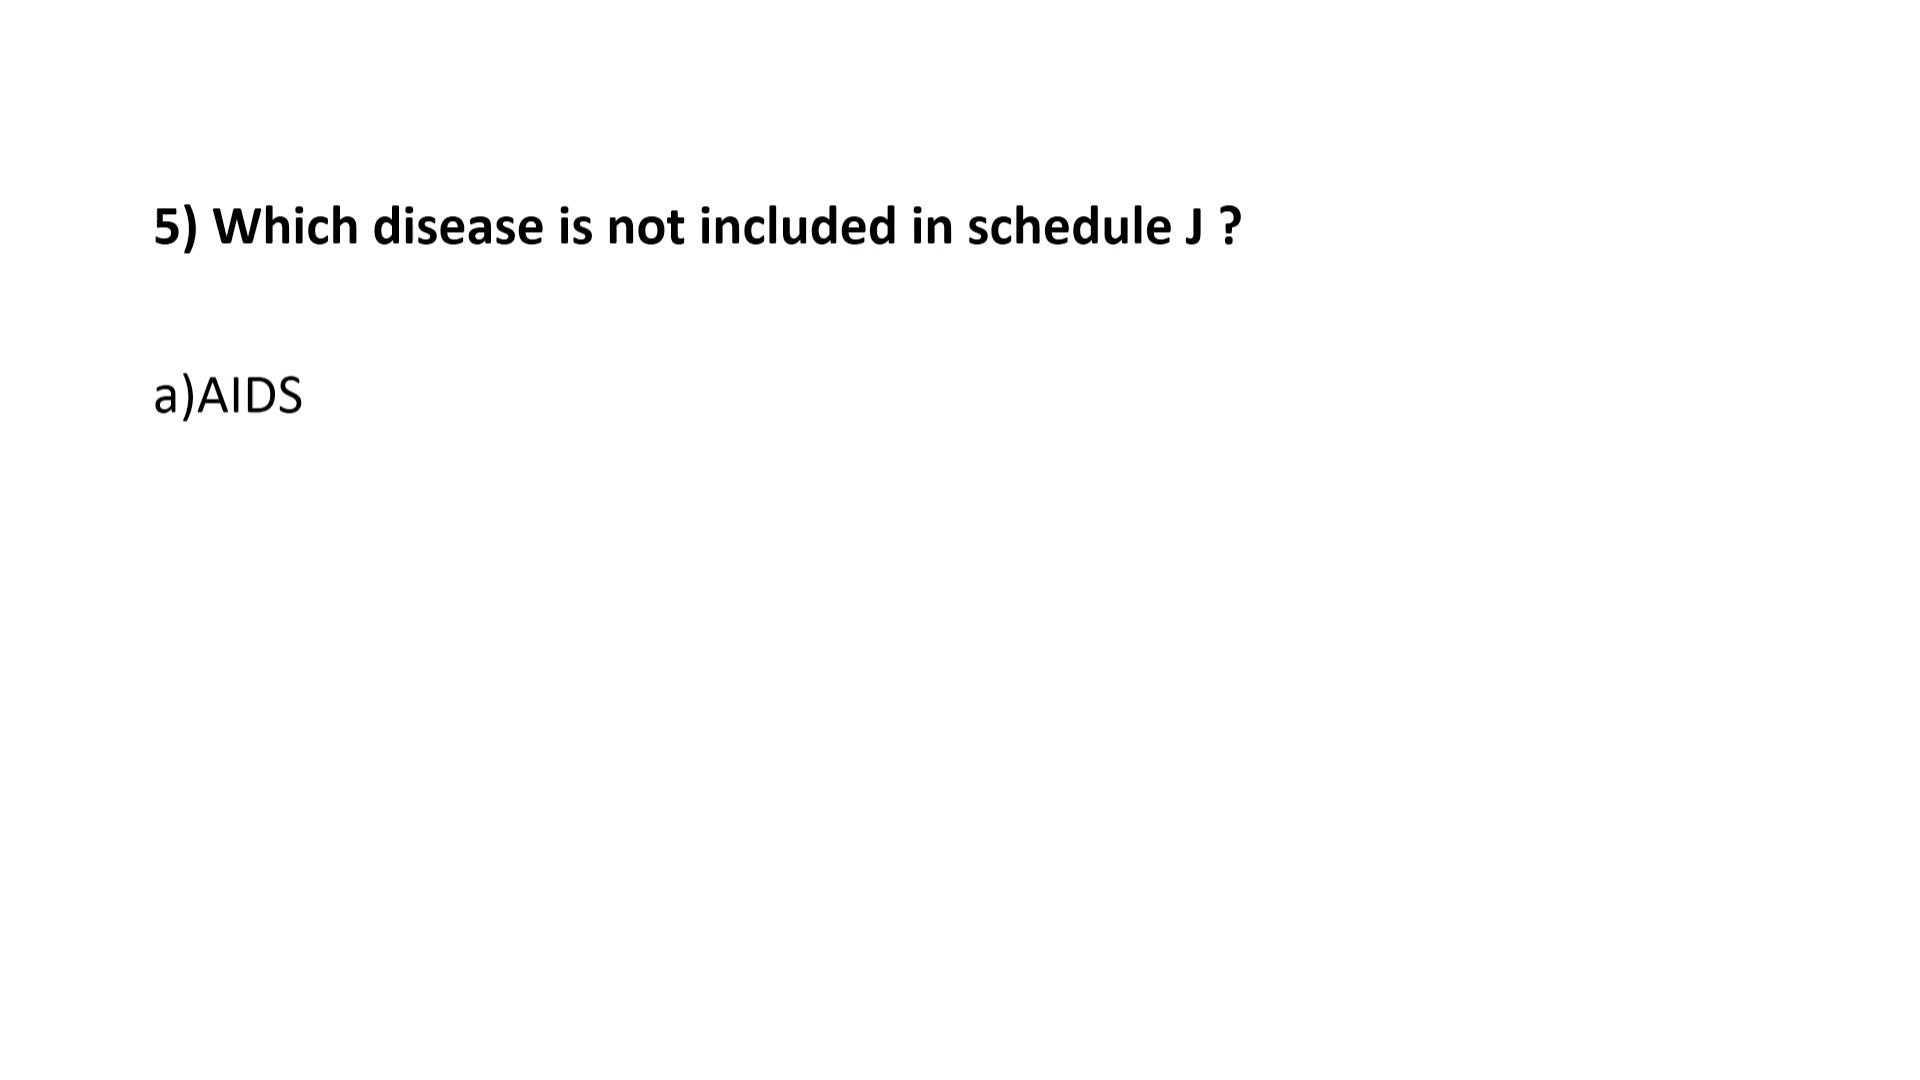 5) Which disease is not included in schedule J ?
a)AIDS